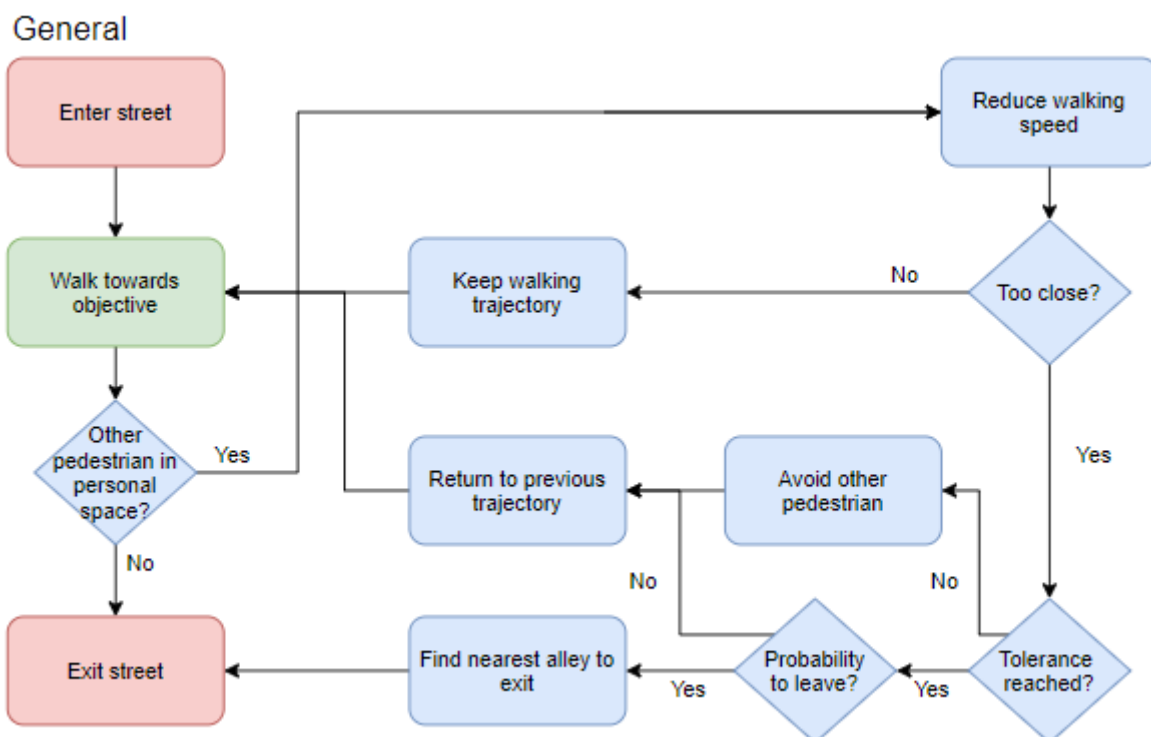 General
Enter street
Reduce walking
speed
Walk towards
objective
Keep walking
trajectory
No
Too close?
Other
pedestrian in
personal
space?
Yes
Return to previous
trajectory
Avoid other
pedestrian
Yes
No
No
No
Exit street
Find nearest alley to
exit
Yes
Probability
to leave?
Yes
Tolerance
reached?